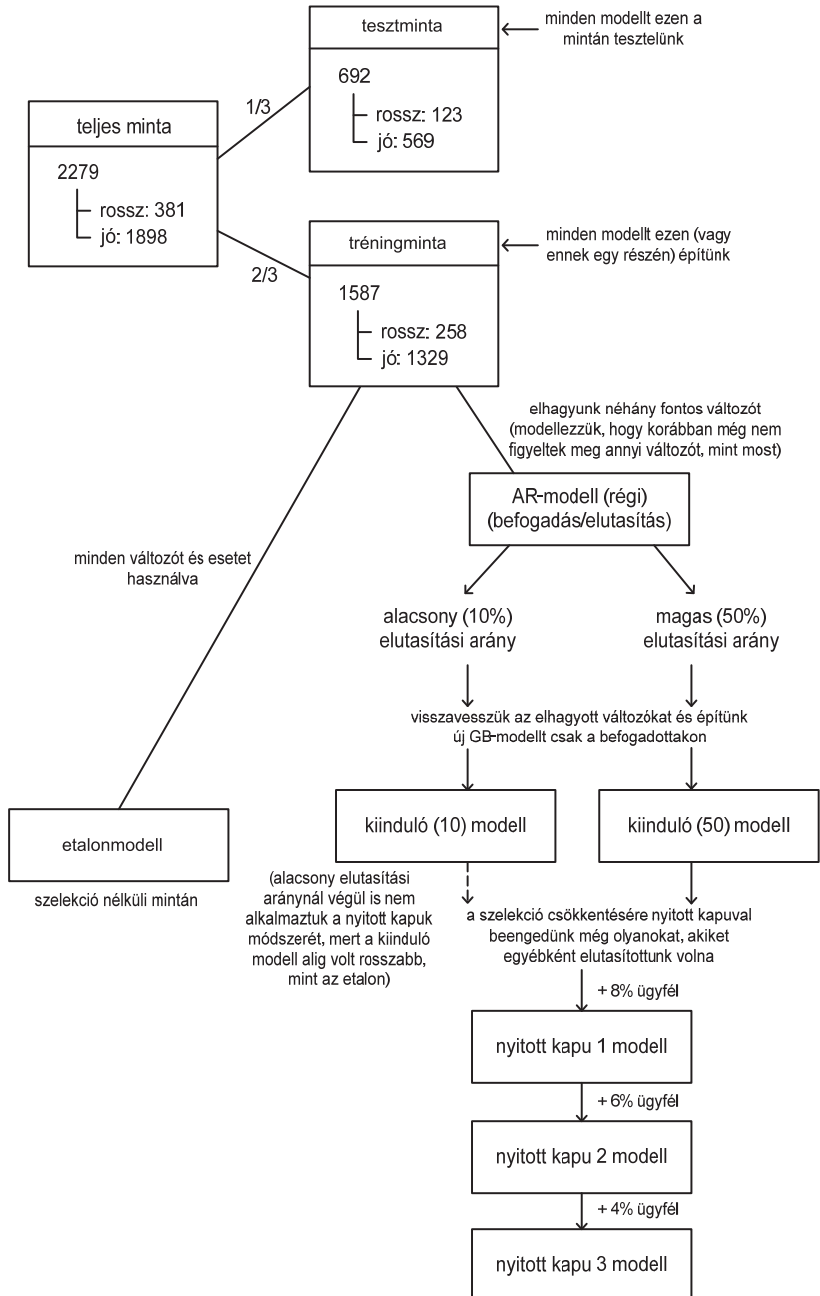 tesztminta
692
rossz: 123
jó: 569
minden modellt ezen a
mintán tesztelünk
1/3
teljes minta
2279
rossz: 381
jó: 1898
2/3
tréningminta
1587
rossz: 258
jó: 1329
minden modellt ezen (vagy
ennek egy részén) építünk
elhagyunk néhány fontos változót
(modellezzük, hogy korábban még nem
figyeltek meg annyi változót, mint most)
AR-modell (régi)
(befogadás/elutasítás)
minden változót és esetet
használva
alacsony (10%)
elutasítási arány
magas (50%)
elutasítási arány
visszavesszük az elhagyott változókat és építünk
új GB-modellt csak a befogadottakon
etalonmodell
szelekció nélküli mintán
kiinduló (10) modell
kiinduló (50) modell
(alacsony elutasítási
aránynál végül is nem
alkalmaztuk a nyitott kapuk
módszerét, mert a kiinduló
modell alig volt rosszabb,
mint az etalon)
a szelekció csökkentésére nyitott kapuval
beengedünk még olyanokat, akiket
egyébként elutasítottunk volna
+ 8% ügyfél
nyitott kapu 1 modell
+ 6% ügyfél
nyitott kapu 2 modell
+ 4% ügyfél
nyitott kapu 3 modell